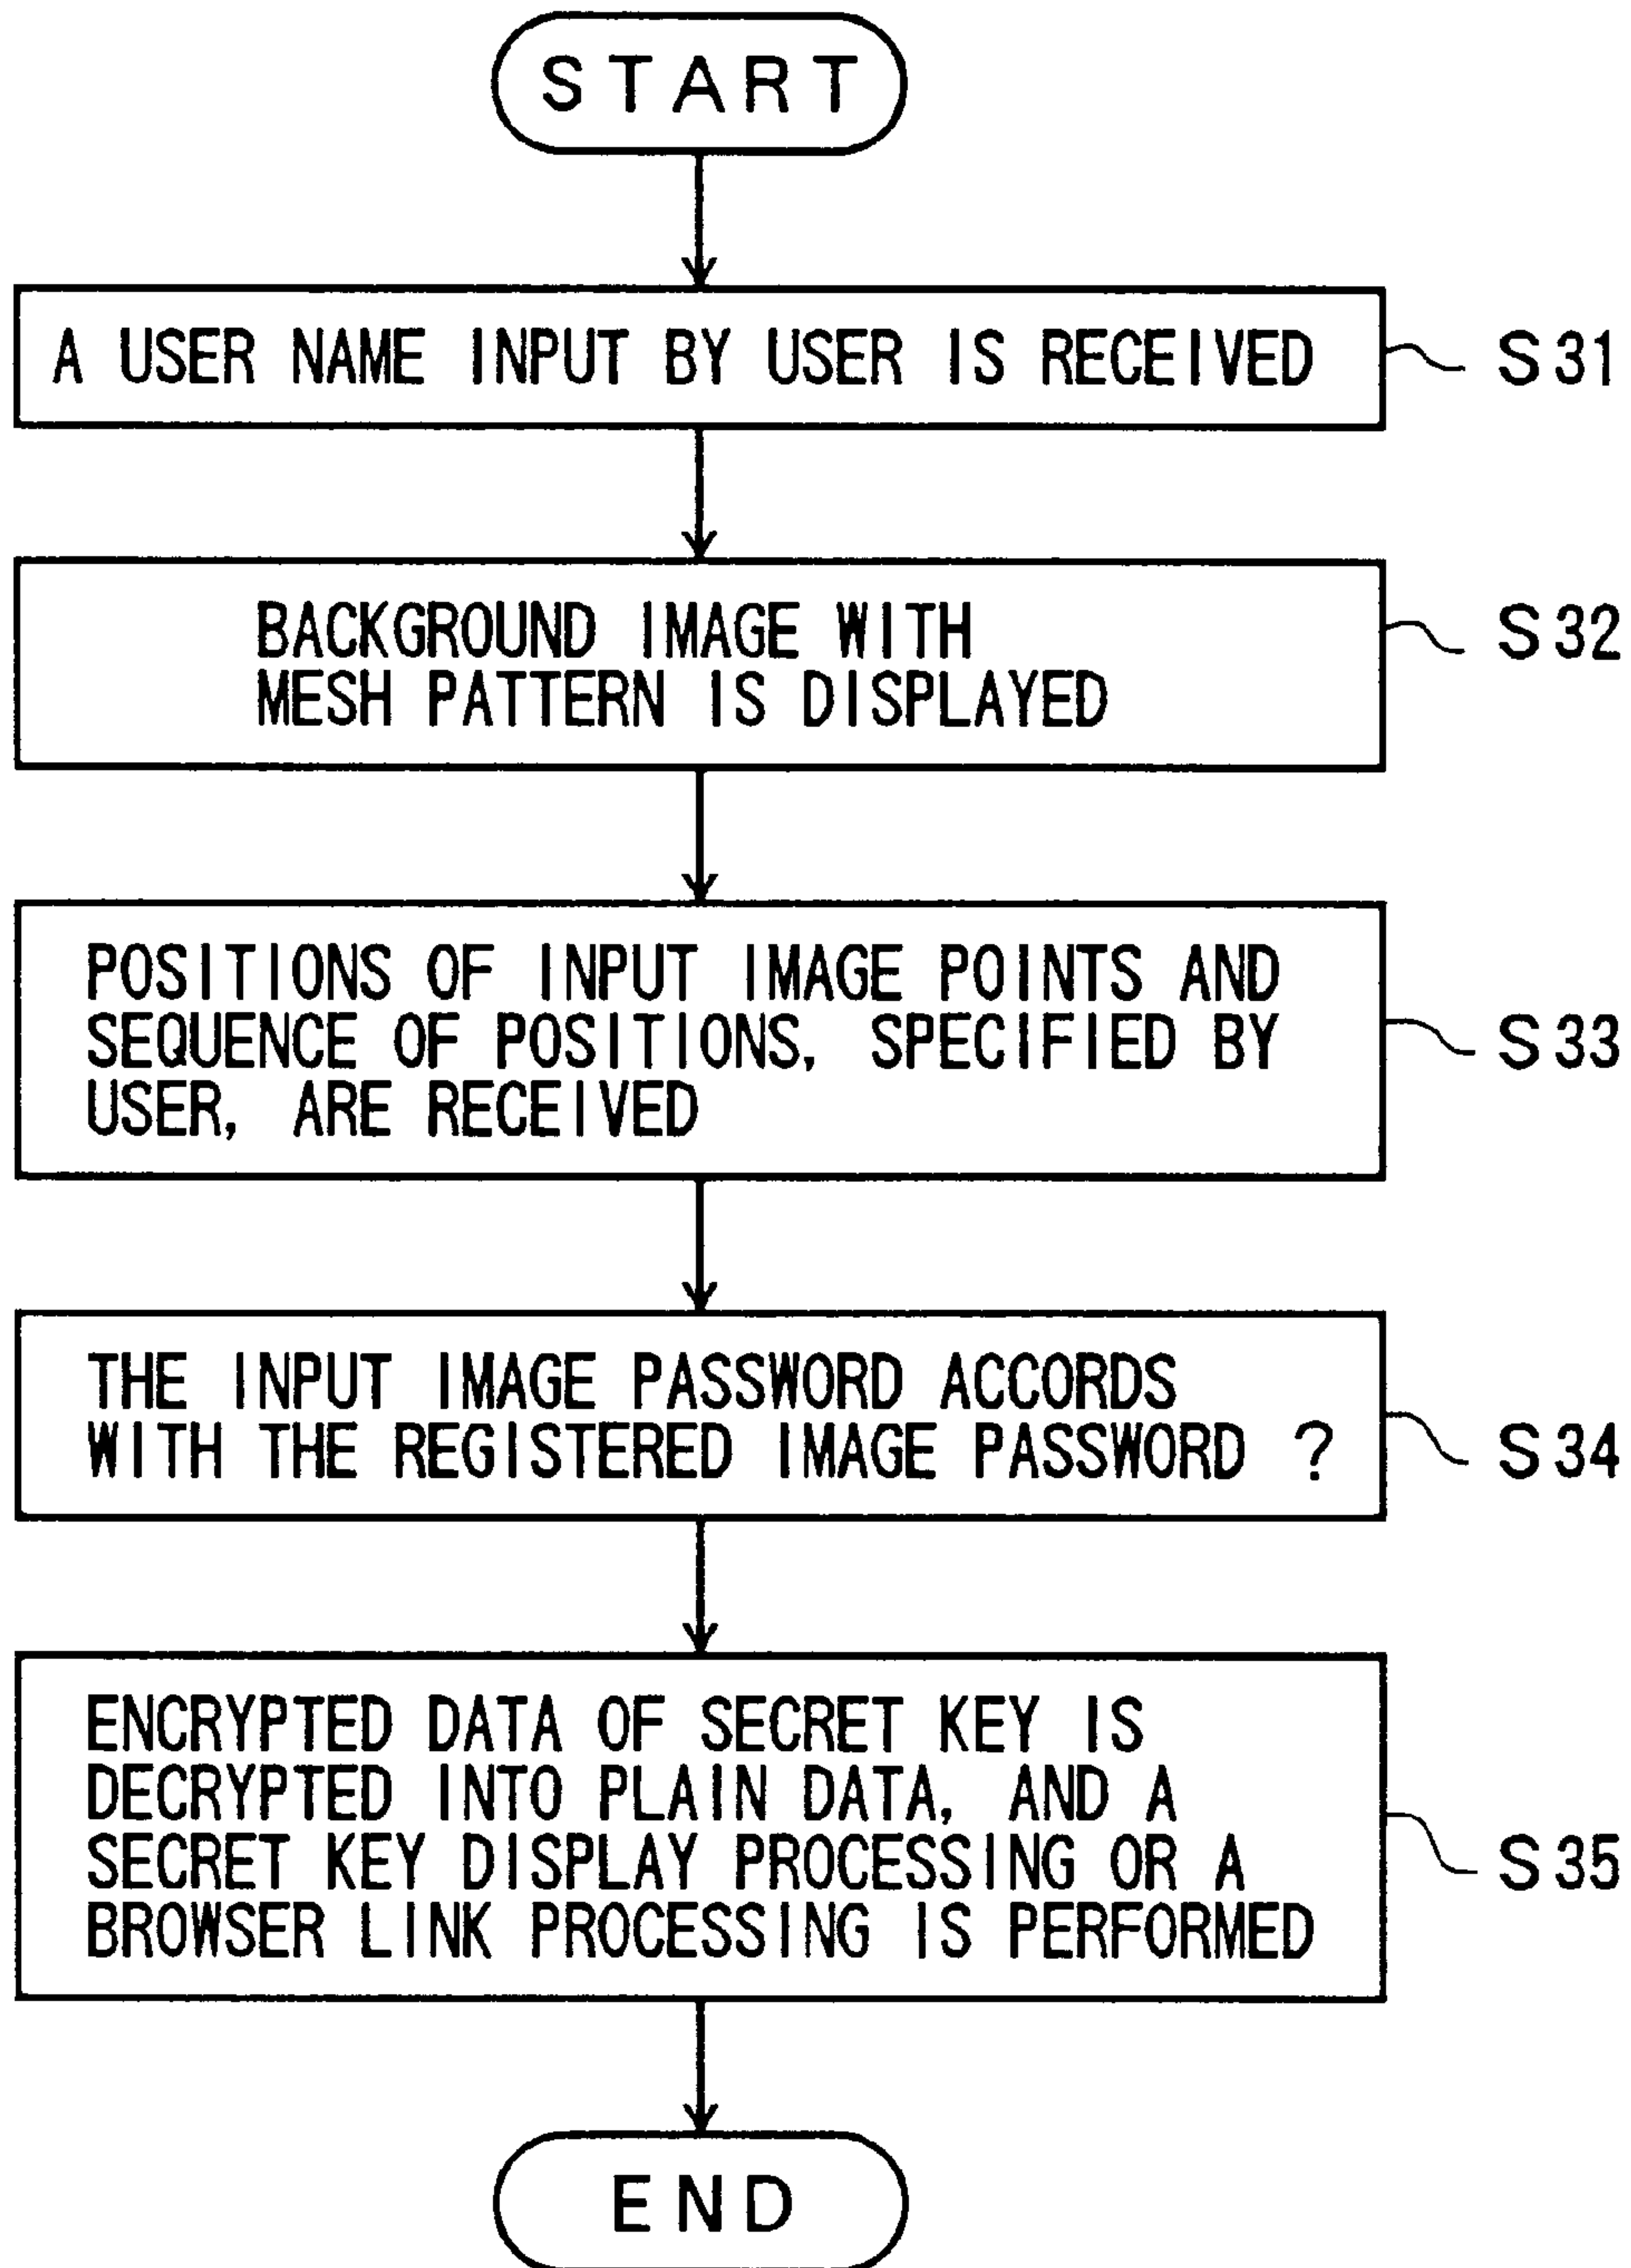 START
A USER NAME INPUT BY USER IS RECEIVED
S31
BACKGROUND IMAGE WITH
MESH PATTERN IS DISPLAYED
S32
POSITIONS OF INPUT IMAGE POINTS AND
SEQUENCE OF POSITIONS, SPECIFIED BY
USER, ARE RECEIVED
S33
THE INPUT IMAGE PASSWORD ACCORDS
WITH THE REGISTERED IMAGE PASSWORD ?
S34
ENCRYPTED DATA OF SECRET KEY IS
DECRYPTED INTO PLAIN DATA, AND A
SECRET KEY DISPLAY PROCESSING OR A
BROWSER LINK PROCESSING IS PERFORMED
S35
END